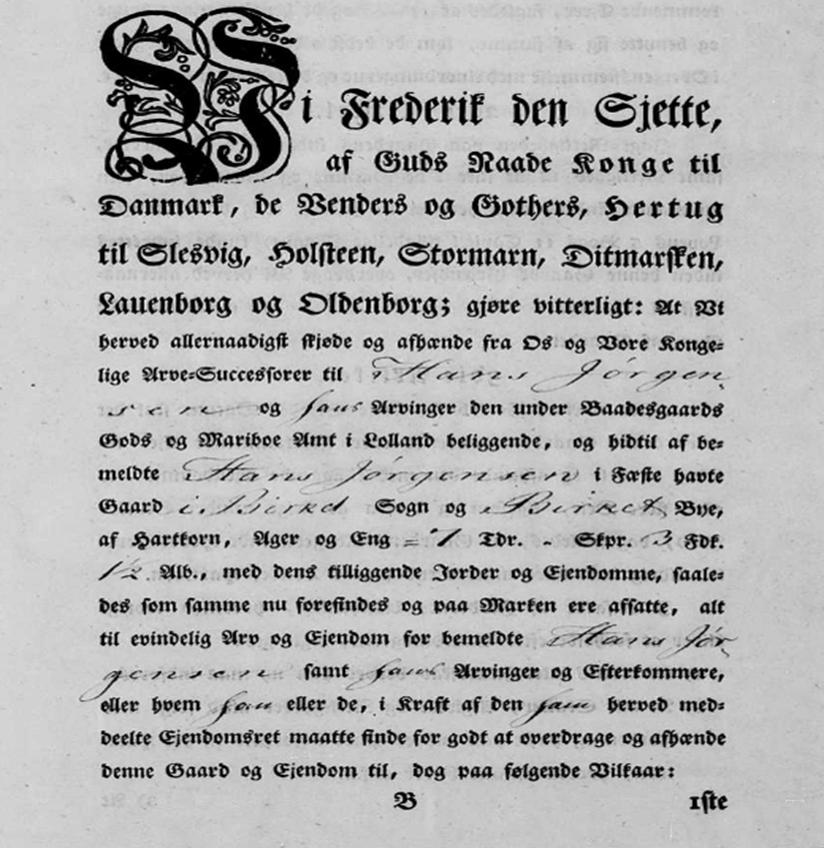 Vi Frederik den Sjette,
af Guds Naade Konge til
Danmark, de Venders og Gothers, Hertug
til Slesvig, Holsteen, Stormarn, Ditmarsken,
Lauenborg og Oldenborg; gjøre vitterligt: At Vi
herved allernaadigst skjøde og afhænde fra Os og Vore Konge=
lige Arve=Successorer til Hans Jørgen
sen og hans Arvinger den under Baadesgaards
Gods og Mariboe Amt i Lolland beliggende, og hidtil af be=
meldte Hans Jørgensen i Fæste havte
Gaard i Birket Sogn og Birket Bye,
af Hartkorn, Ager og Eng = 7 Tdr. - Skpr. 3 Fdk.
1½ Alb., med dens tilliggende Jorder og Ejendomme, saale=
des som samme nu forefindes og paa Marken ere afsatte, alt
til evindelig Arv og Ejendom for bemeldte Hans Jør
gensen samt hans Arvinger og Efterkommere,
eller hvem han eller de, i Kraft af den ham herved med=
deelte Ejendomsret maatte finde for godt at overdrage og afhænde
denne Gaard og Ejendom til, dog paa følgende Vilkaar:
B 1ste